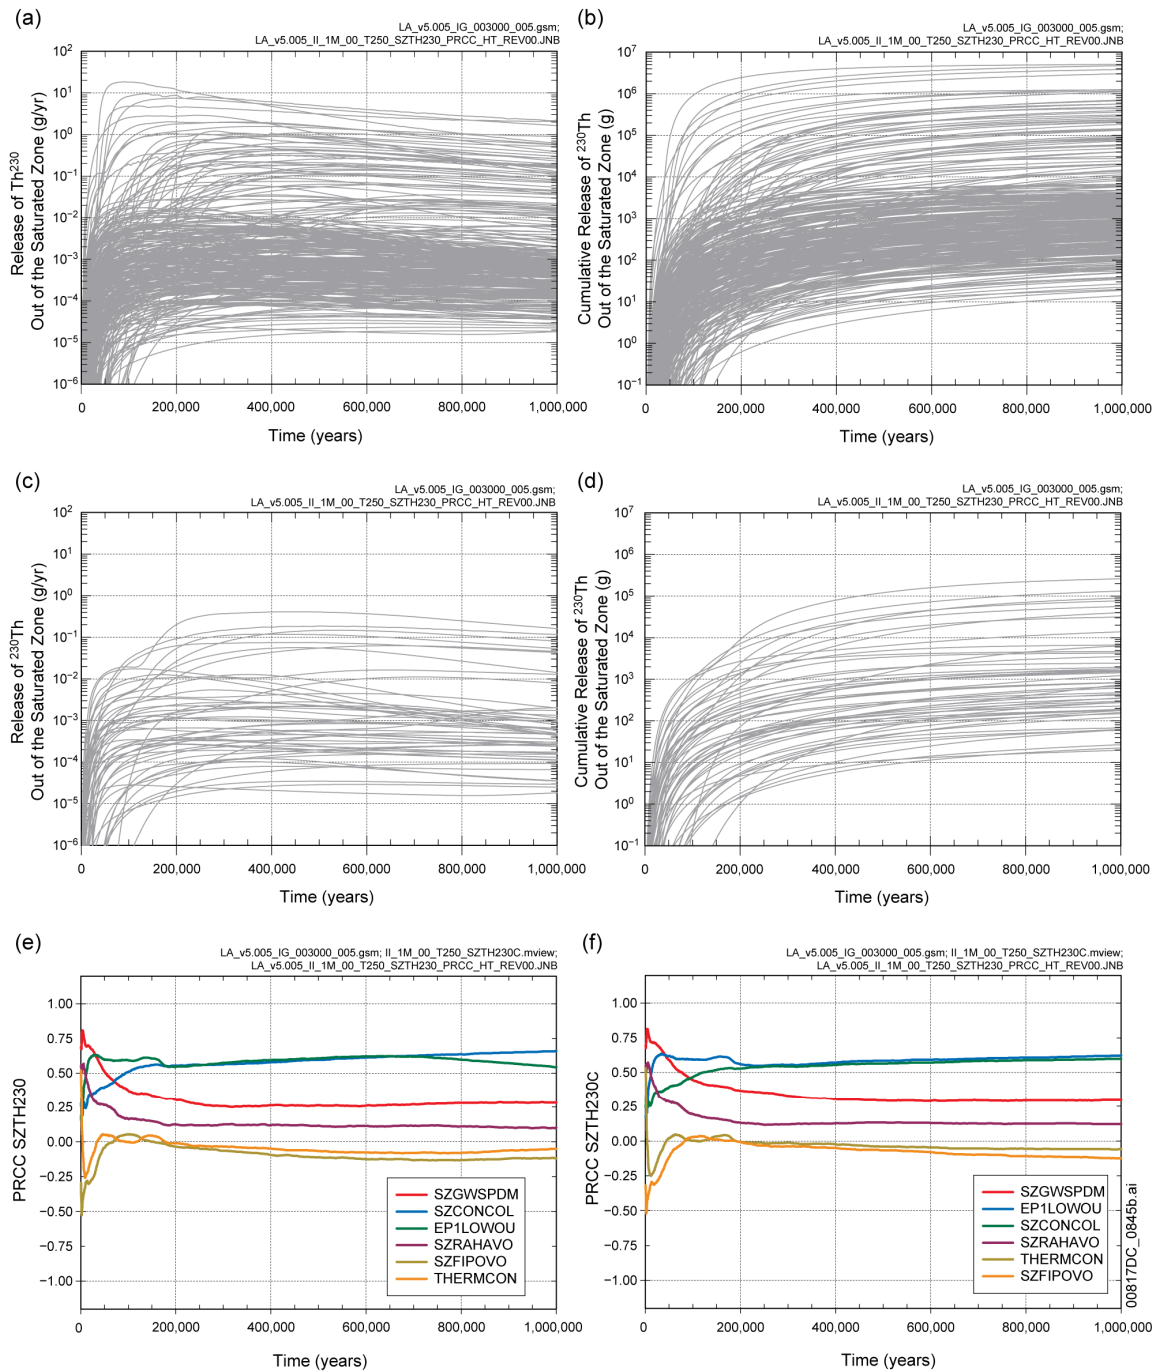 (a)
LA_v5.005_IG_003000_005.gsm;
LA_v5.005_II_1M_00_T250_SZTH230_PRCC_HT_REV00.JNB
Release of Th²³⁰
Out of the Saturated Zone (g/yr)
10²
10¹
10⁰
10⁻¹
10⁻²
10⁻³
10⁻⁴
10⁻⁵
10⁻⁶
0 200,000 400,000 600,000 800,000 1,000,000
Time (years)
(b)
LA_v5.005_IG_003000_005.gsm;
LA_v5.005_II_1M_00_T250_SZTH230_PRCC_HT_REV00.JNB
Cumulative Release of ²³⁰Th
Out of the Saturated Zone (g)
10⁷
10⁶
10⁵
10⁴
10³
10²
10¹
10⁰
10⁻¹
0 200,000 400,000 600,000 800,000 1,000,000
Time (years)
(c)
LA_v5.005_IG_003000_005.gsm;
LA_v5.005_II_1M_00_T250_SZTH230_PRCC_HT_REV00.JNB
Release of ²³⁰Th
Out of the Saturated Zone (g/yr)
10²
10¹
10⁰
10⁻¹
10⁻²
10⁻³
10⁻⁴
10⁻⁵
10⁻⁶
0 200,000 400,000 600,000 800,000 1,000,000
Time (years)
(d)
LA_v5.005_IG_003000_005.gsm;
LA_v5.005_II_1M_00_T250_SZTH230_PRCC_HT_REV00.JNB
Cumulative Release of ²³⁰Th
Out of the Saturated Zone (g)
10⁷
10⁶
10⁵
10⁴
10³
10²
10¹
10⁰
10⁻¹
0 200,000 400,000 600,000 800,000 1,000,000
Time (years)
(e)
LA_v5.005_IG_003000_005.gsm; II_1M_00_T250_SZTH230C.mview;
LA_v5.005_II_1M_00_T250_SZTH230_PRCC_HT_REV00.JNB
PRCC SZTH230
1.00
0.75
0.50
0.25
0.00
−0.25
−0.50
−0.75
−1.00
SZGWSPDM
SZCONCOL
EP1LOWOU
SZRAHAVO
SZFIPOVO
THERMCON
0 200,000 400,000 600,000 800,000 1,000,000
Time (years)
(f)
LA_v5.005_IG_003000_005.gsm; II_1M_00_T250_SZTH230C.mview;
LA_v5.005_II_1M_00_T250_SZTH230_PRCC_HT_REV00.JNB
PRCC SZTH230C
1.00
0.75
0.50
0.25
0.00
−0.25
−0.50
−0.75
−1.00
SZGWSPDM
EP1LOWOU
SZCONCOL
SZRAHAVO
THERMCON
SZFIPOVO
0 200,000 400,000 600,000 800,000 1,000,000
Time (years)
00817DC_0845b.ai